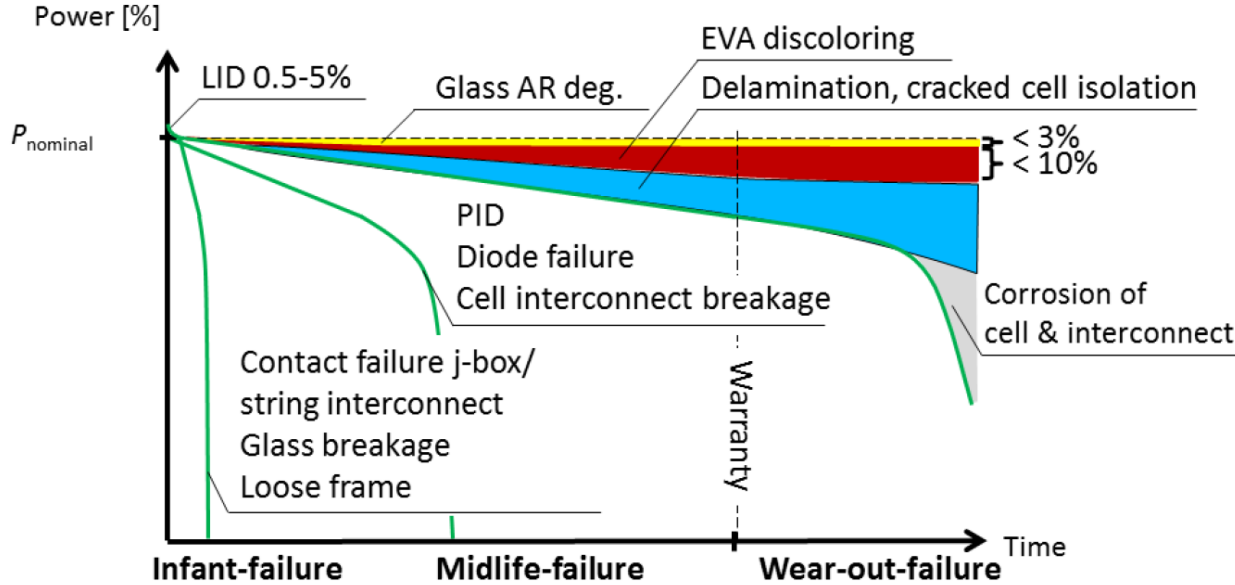 Power [%]
EVA discoloring
LID 0.5-5%
Glass AR deg.
Delamination, cracked cell isolation
Pnominal
< 3%
< 10%
PID
Diode failure
Cell interconnect breakage
Corrosion of
cell & interconnect
Contact failure j-box/
string interconnect
Glass breakage
Loose frame
Warranty
Time
Infant-failure
Midlife-failure
Wear-out-failure